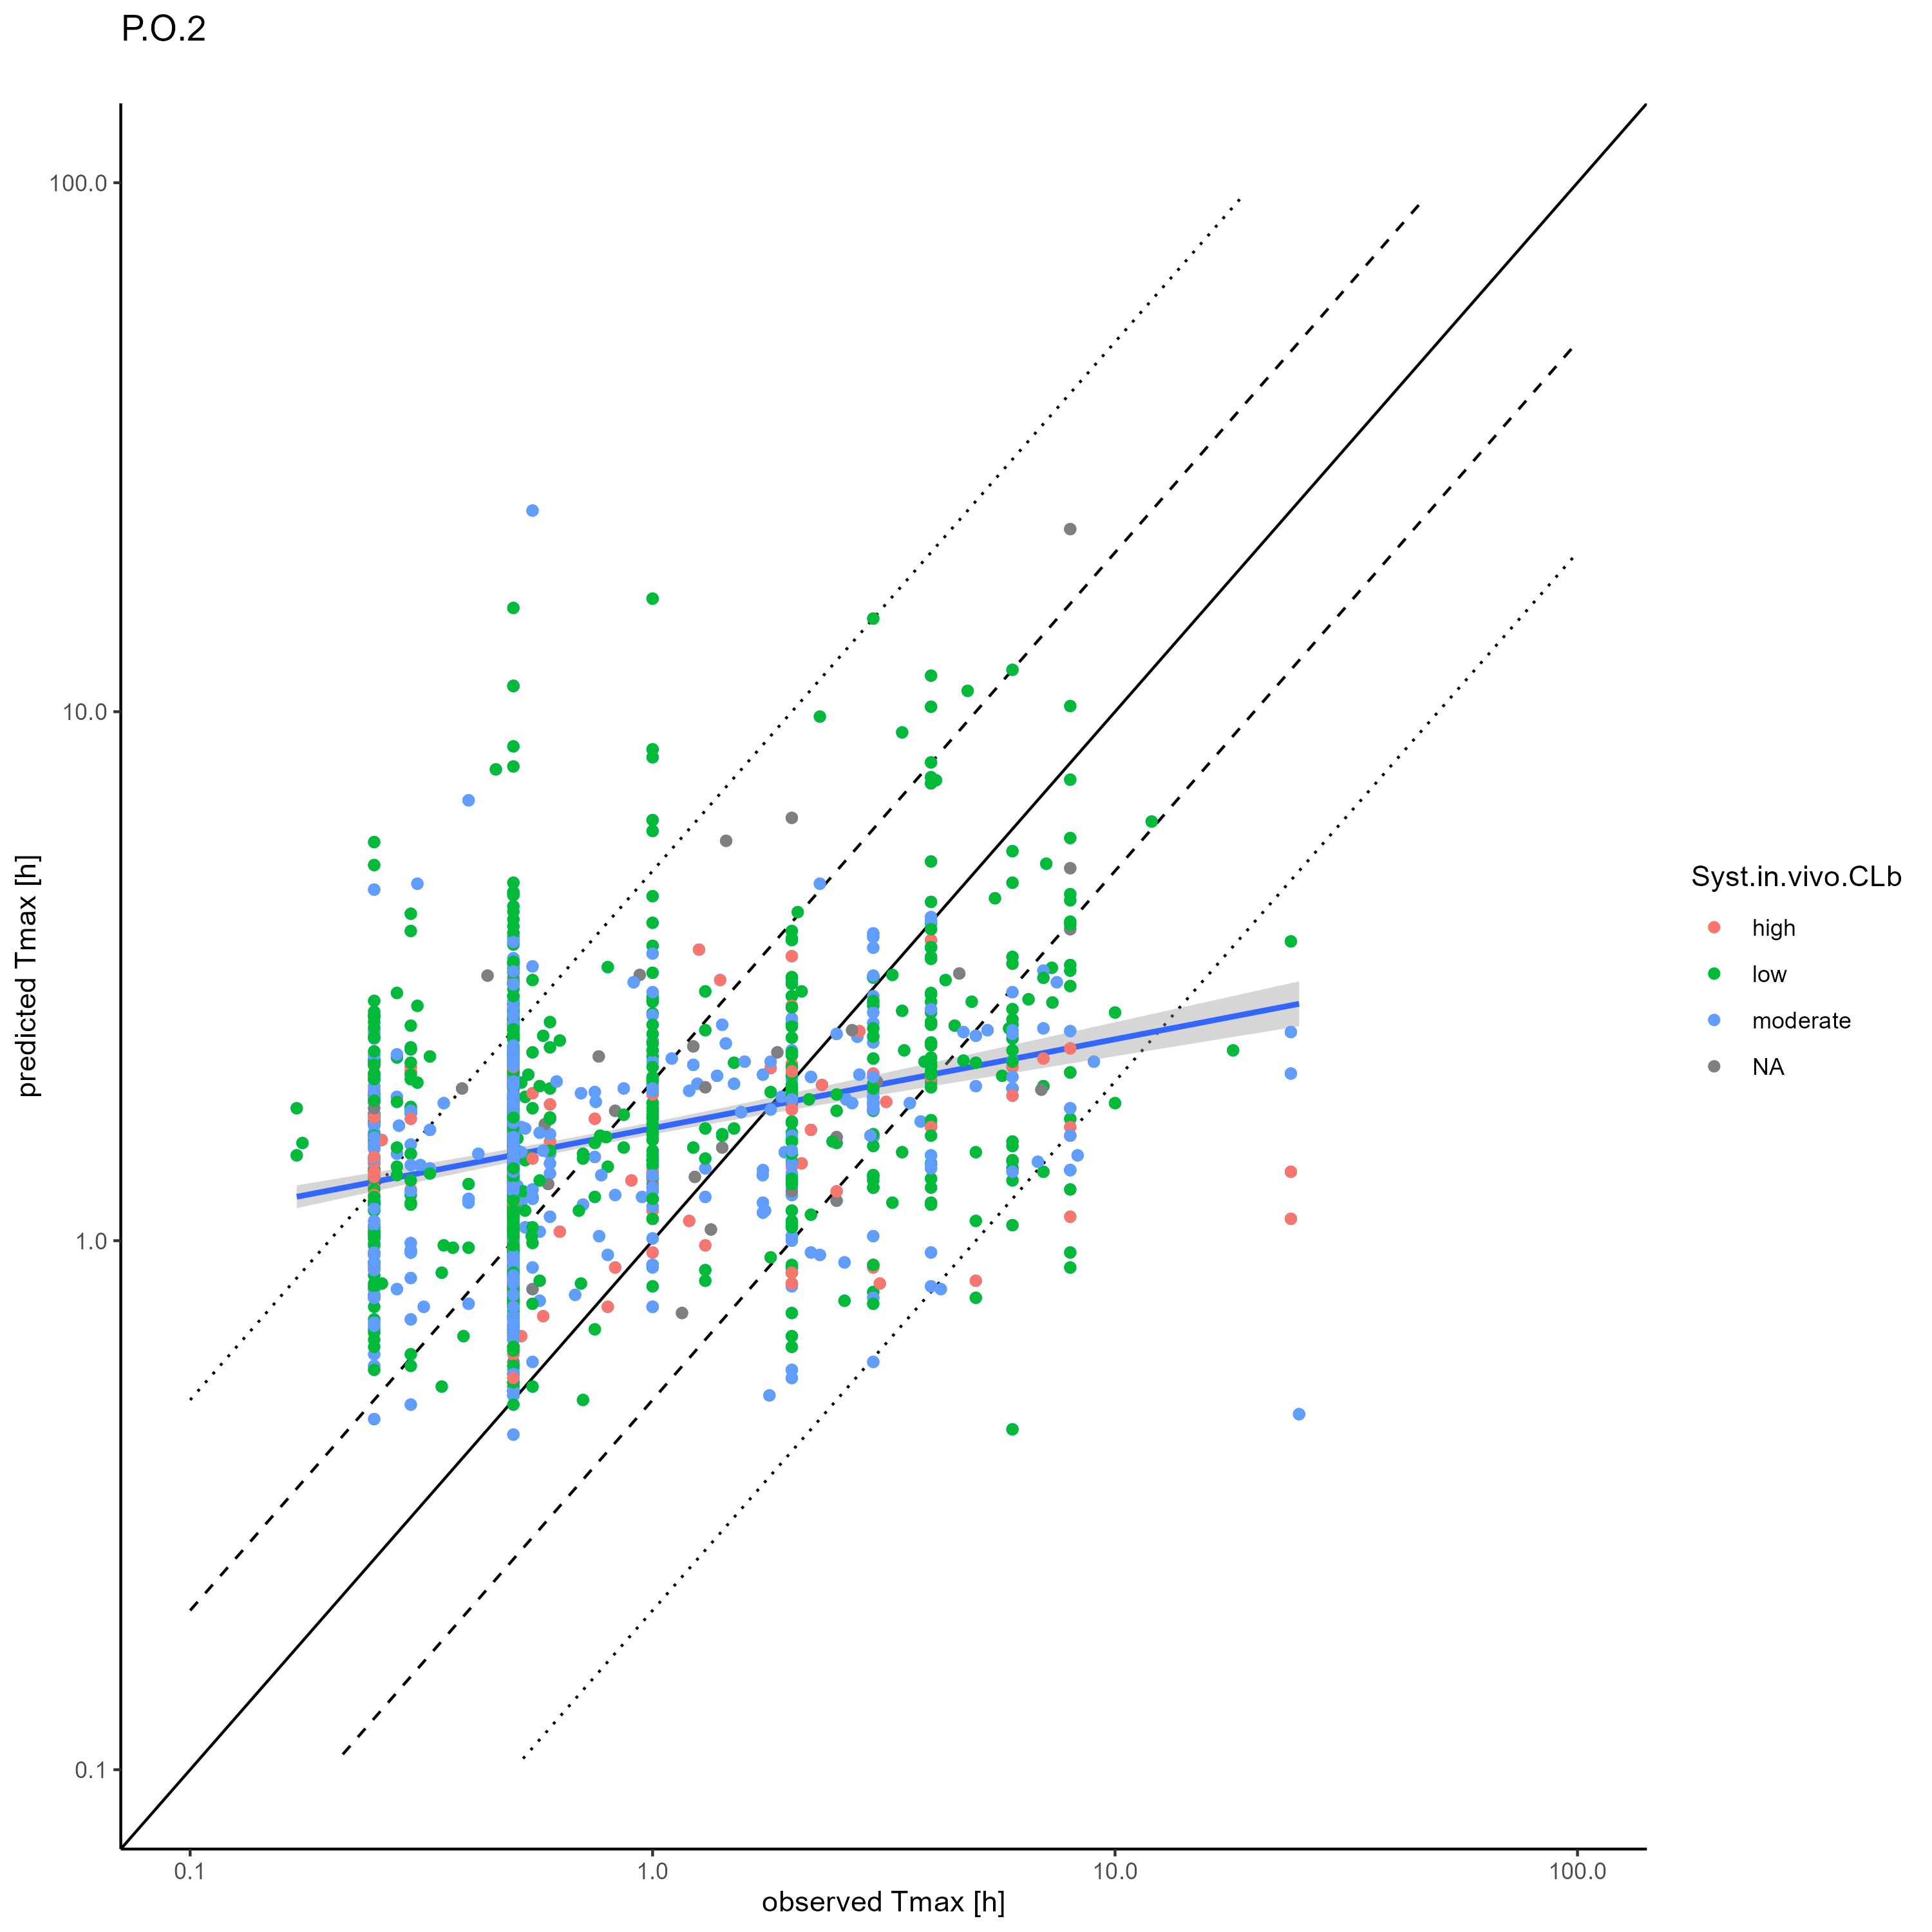 P.O.2
predicted Tmax [h]
100.0
10.0
1.0
0.1
0.1
1.0
10.0
100.0
observed Tmax [h]
Syst.in.vivo.CLb
high
low
moderate
NA